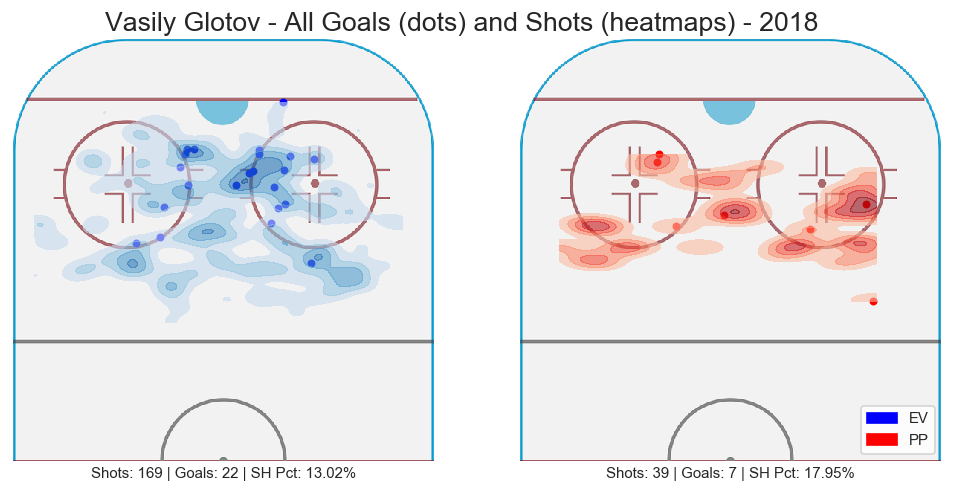 Vasily Glotov - All Goals (dots) and Shots (heatmaps) - 2018
EV
PP
Shots: 169 | Goals: 22 | SH Pct: 13.02%
Shots: 39 | Goals: 7 | SH Pct: 17.95%